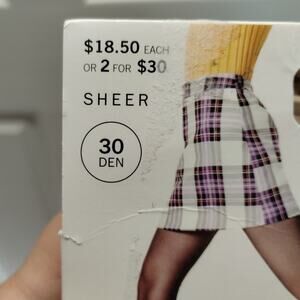 $18.50 EACH
OR 2 FOR $30
SHEER
30
DEN